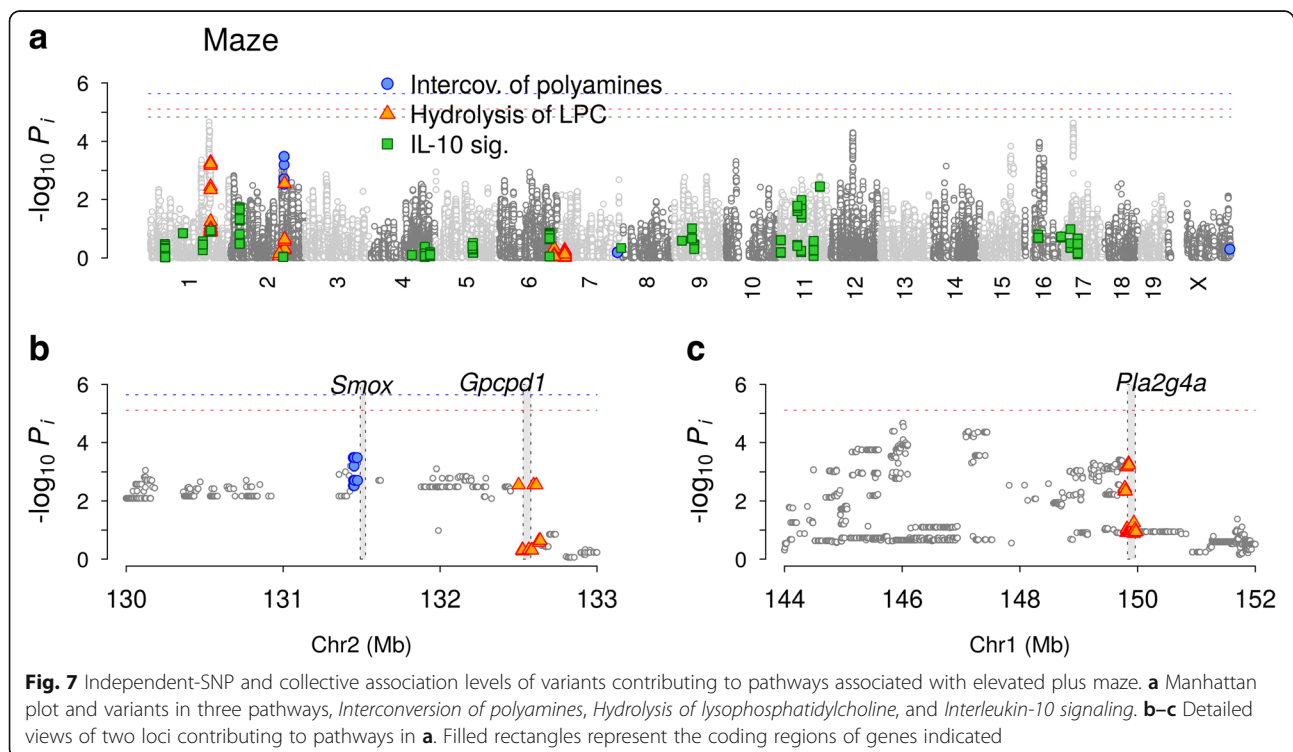 a
Maze
-log10 Pi
6
4
2
0
Intercov. of polyamines
Hydrolysis of LPC
IL-10 sig.
1 2 3 4 5 6 7 8 9 10 11 12 13 14 15 16 17 18 19 X
b
Smox Gpcpd1
-log10 Pi
6
4
2
0
130 131 132 133
Chr2 (Mb)
c
Pla2g4a
-log10 Pi
6
4
2
0
144 146 148 150 152
Chr1 (Mb)
Fig. 7 Independent-SNP and collective association levels of variants contributing to pathways associated with elevated plus maze. a Manhattan
plot and variants in three pathways, Interconversion of polyamines, Hydrolysis of lysophosphatidylcholine, and Interleukin-10 signaling. b–c Detailed
views of two loci contributing to pathways in a. Filled rectangles represent the coding regions of genes indicated